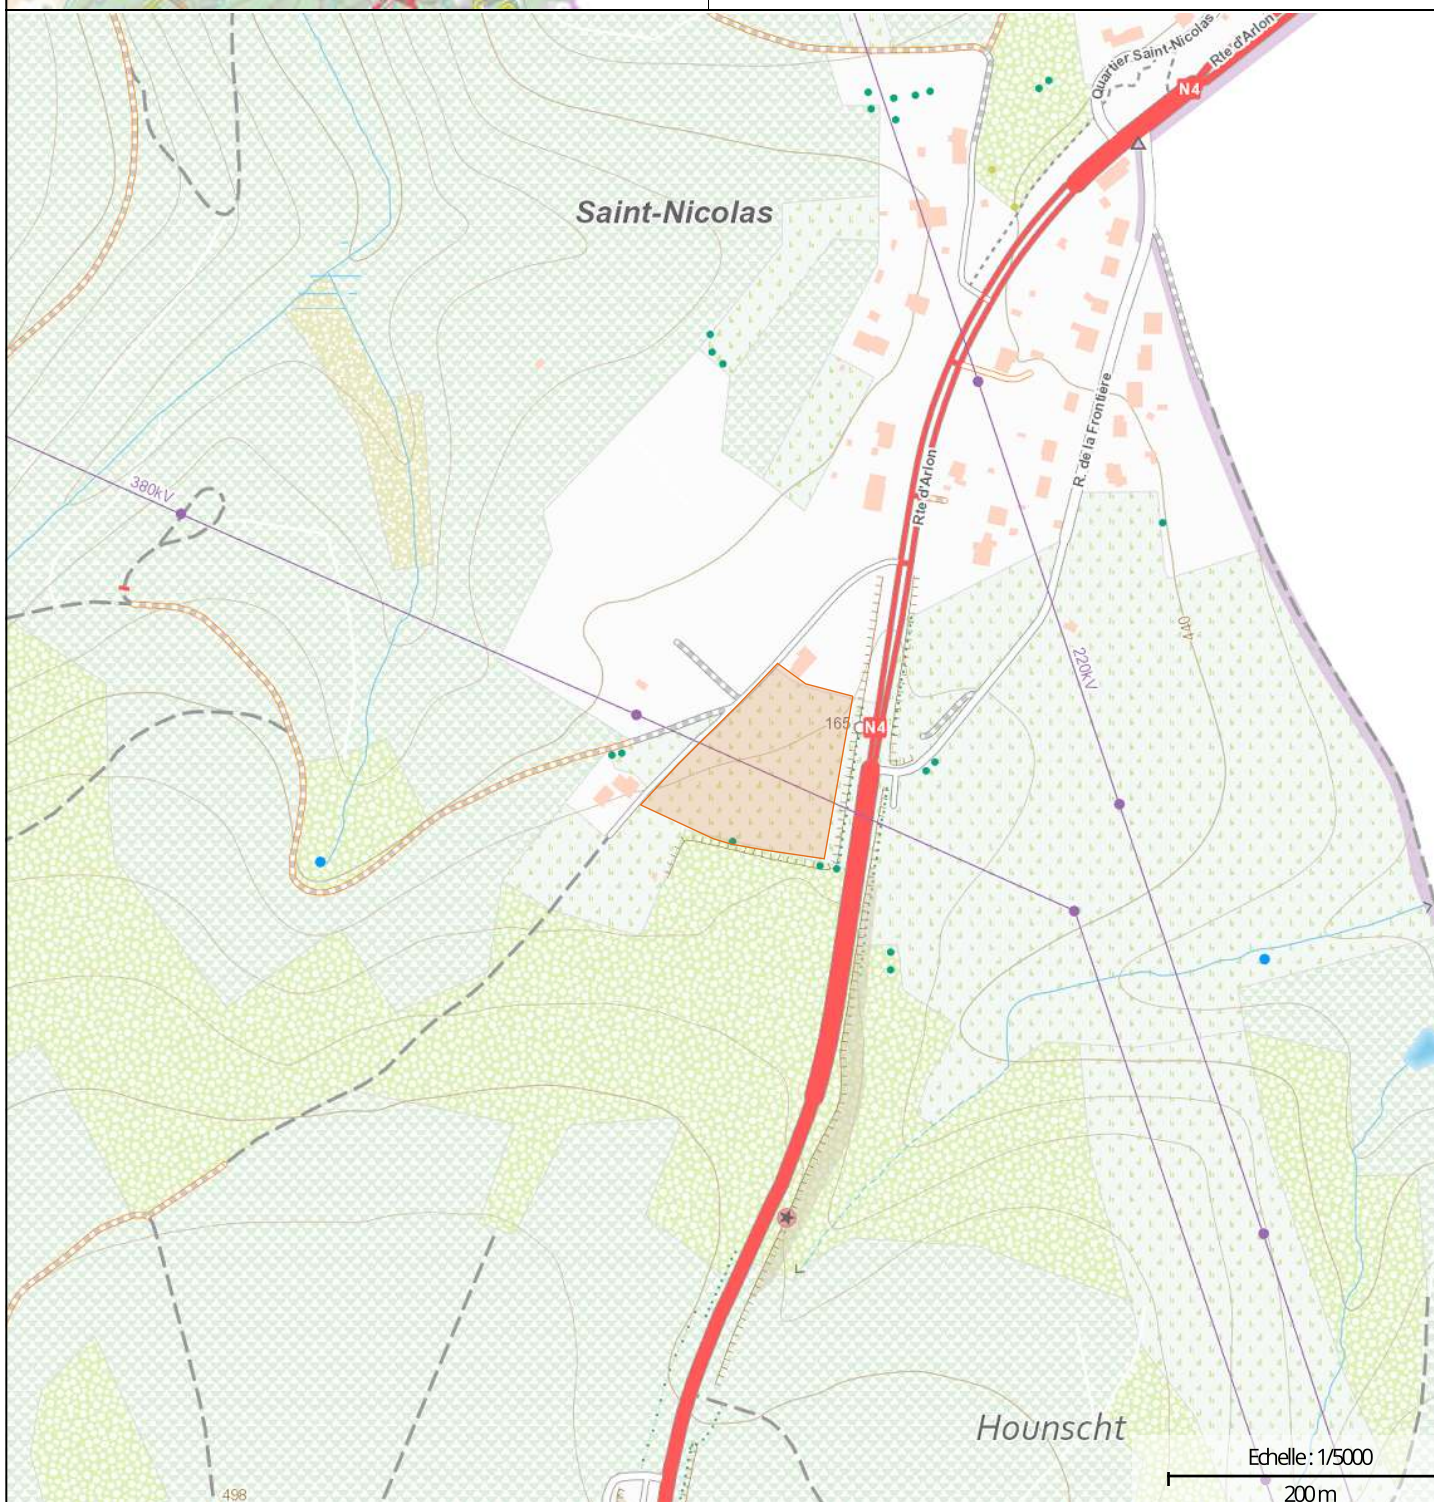 Quartier Saint-Nicolas
Rte d'Arlon
N4
Saint-Nicolas
R. de la Frontière
380kV
Rte d'Arlon
440
220kV
165
N4
Hounscht
Echelle : 1/5000
200 m
498